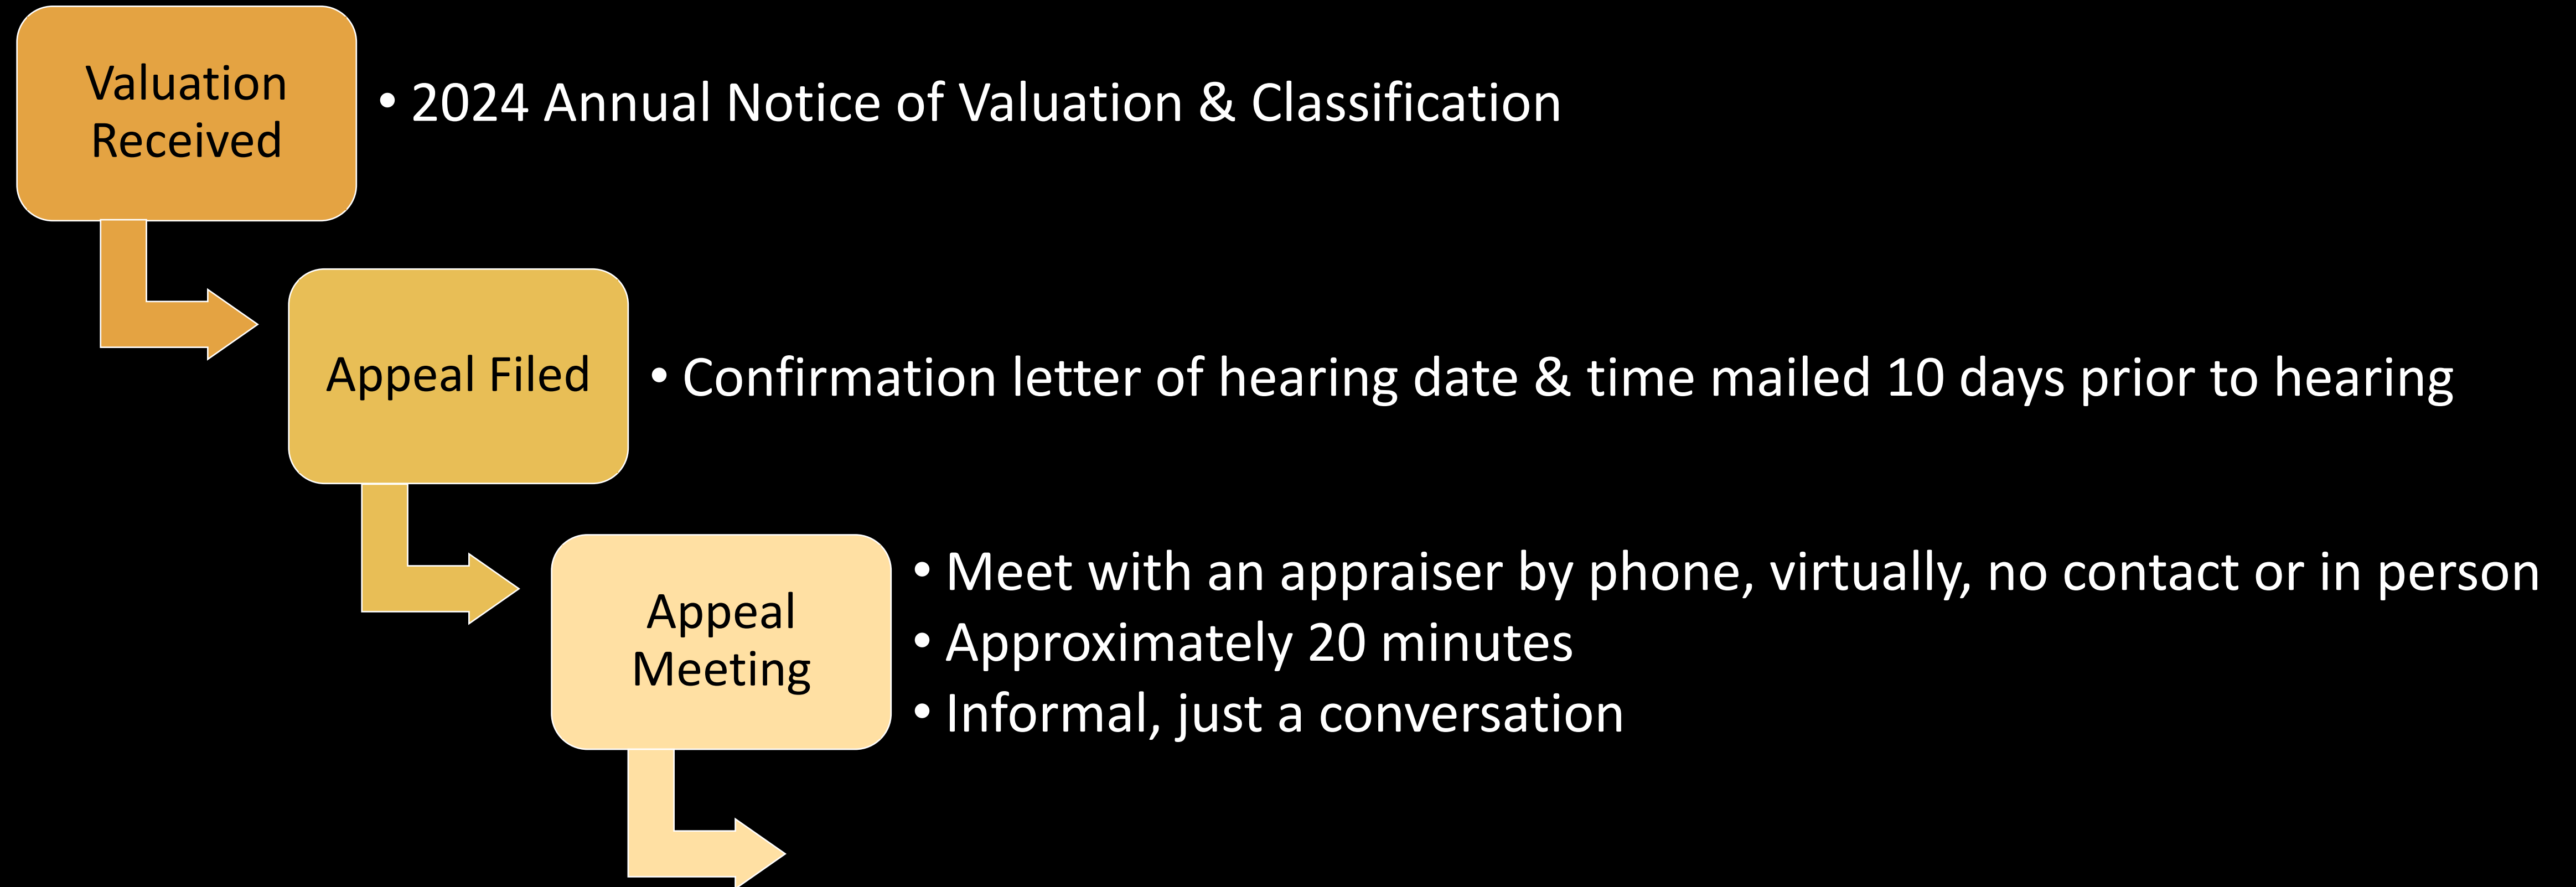 Valuation
Received
• 2024 Annual Notice of Valuation & Classification
Appeal Filed
• Confirmation letter of hearing date & time mailed 10 days prior to hearing
Appeal
Meeting
• Meet with an appraiser by phone, virtually, no contact or in person
• Approximately 20 minutes
• Informal, just a conversation